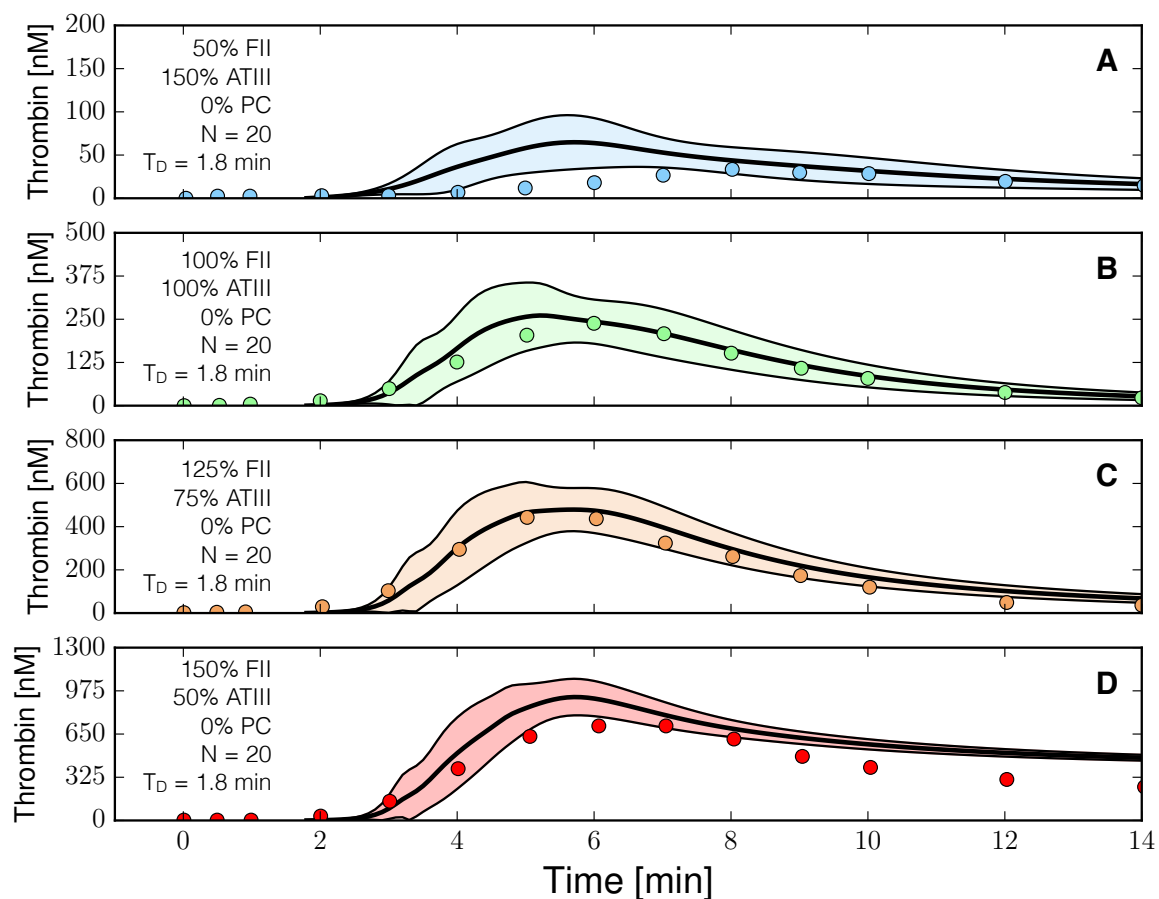 200
150
100
50
0
Thrombin [nM]
50% FII
150% ATIII
0% PC
N = 20
T_D = 1.8 min
A
500
375
250
125
0
Thrombin [nM]
100% FII
100% ATIII
0% PC
N = 20
T_D = 1.8 min
B
800
600
400
200
0
Thrombin [nM]
125% FII
75% ATIII
0% PC
N = 20
T_D = 1.8 min
C
1300
975
650
325
0
Thrombin [nM]
150% FII
50% ATIII
0% PC
N = 20
T_D = 1.8 min
D
0 2 4 6 8 10 12 14
Time [min]